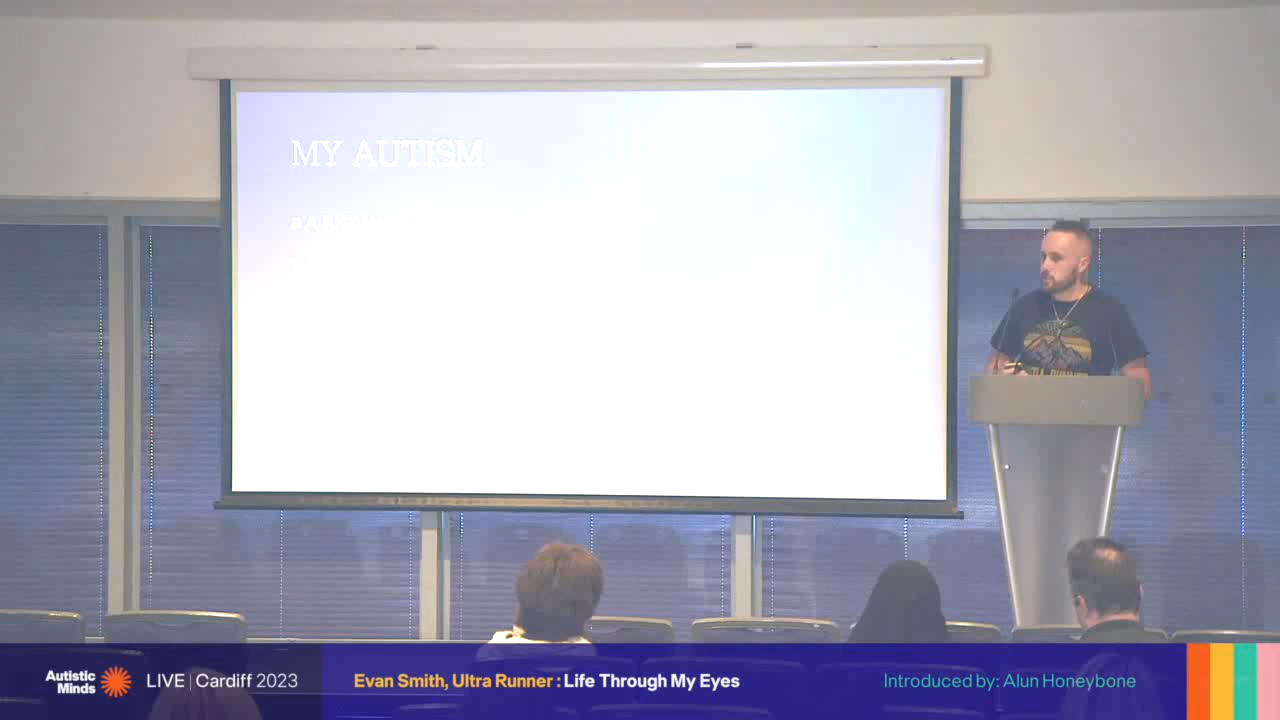 MY AUTISM
Autistic
Minds
LIVE | Cardiff 2023
Evan Smith, Ultra Runner : Life Through My Eyes
Introduced by: Alun Honeybone